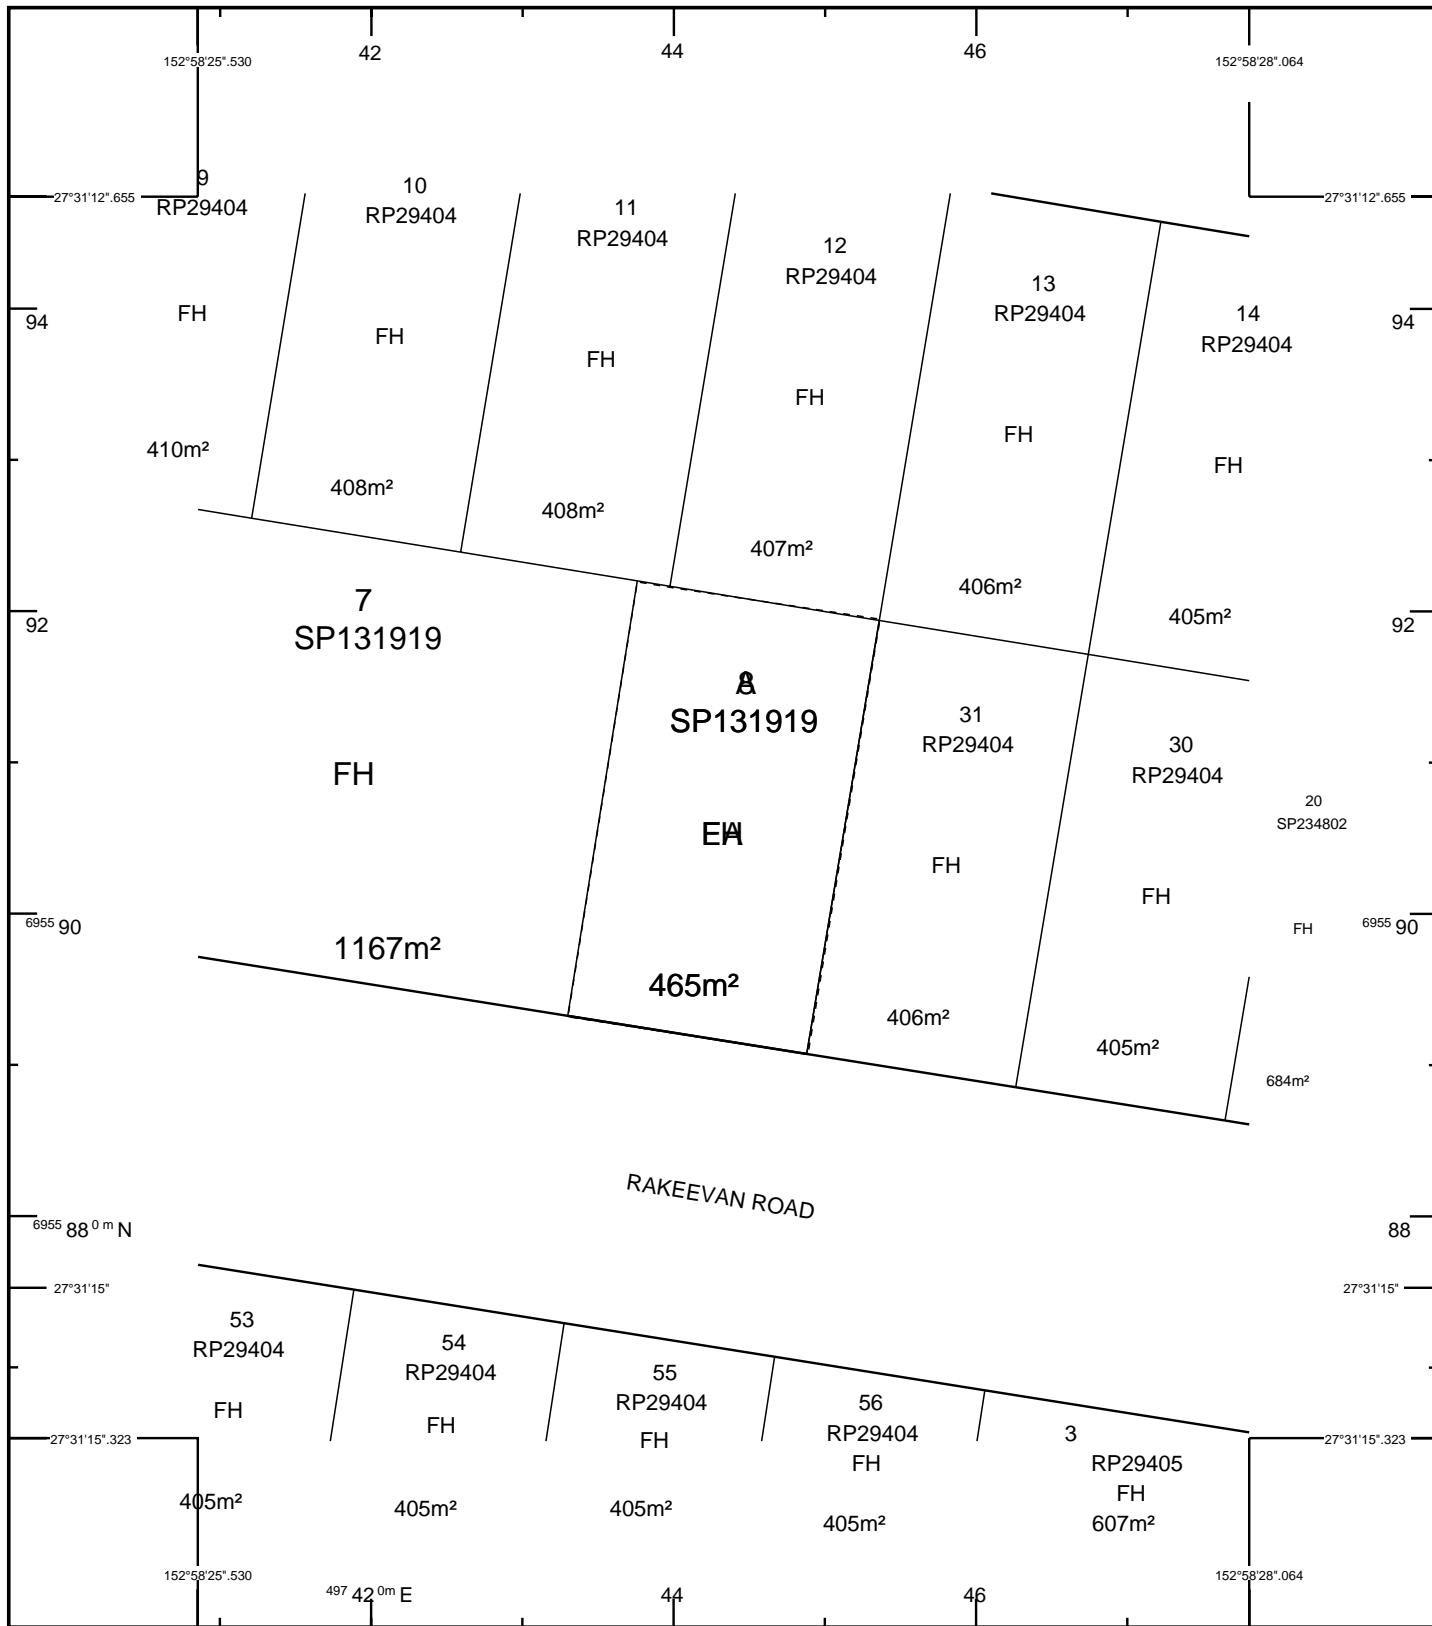 42
44
46
152°58'25".530
152°58'28".064
27°31'12".655
27°31'12".655
9
RP29404
FH
410m²
10
RP29404
FH
408m²
11
RP29404
FH
408m²
12
RP29404
FH
407m²
13
RP29404
FH
406m²
14
RP29404
FH
405m²
94
94
92
92
7
SP131919
FH
1167m²
8
A
SP131919
FH
EA
465m²
31
RP29404
FH
406m²
30
RP29404
FH
405m²
20
SP234802
FH
684m²
6955 90
6955 90
RAKEEVAN ROAD
6955 88 0 m N
88
27°31'15"
27°31'15"
53
RP29404
FH
405m²
54
RP29404
FH
405m²
55
RP29404
FH
405m²
56
RP29404
FH
405m²
3
RP29405
FH
607m²
27°31'15".323
27°31'15".323
152°58'25".530
152°58'28".064
497 42 0m E
44
46